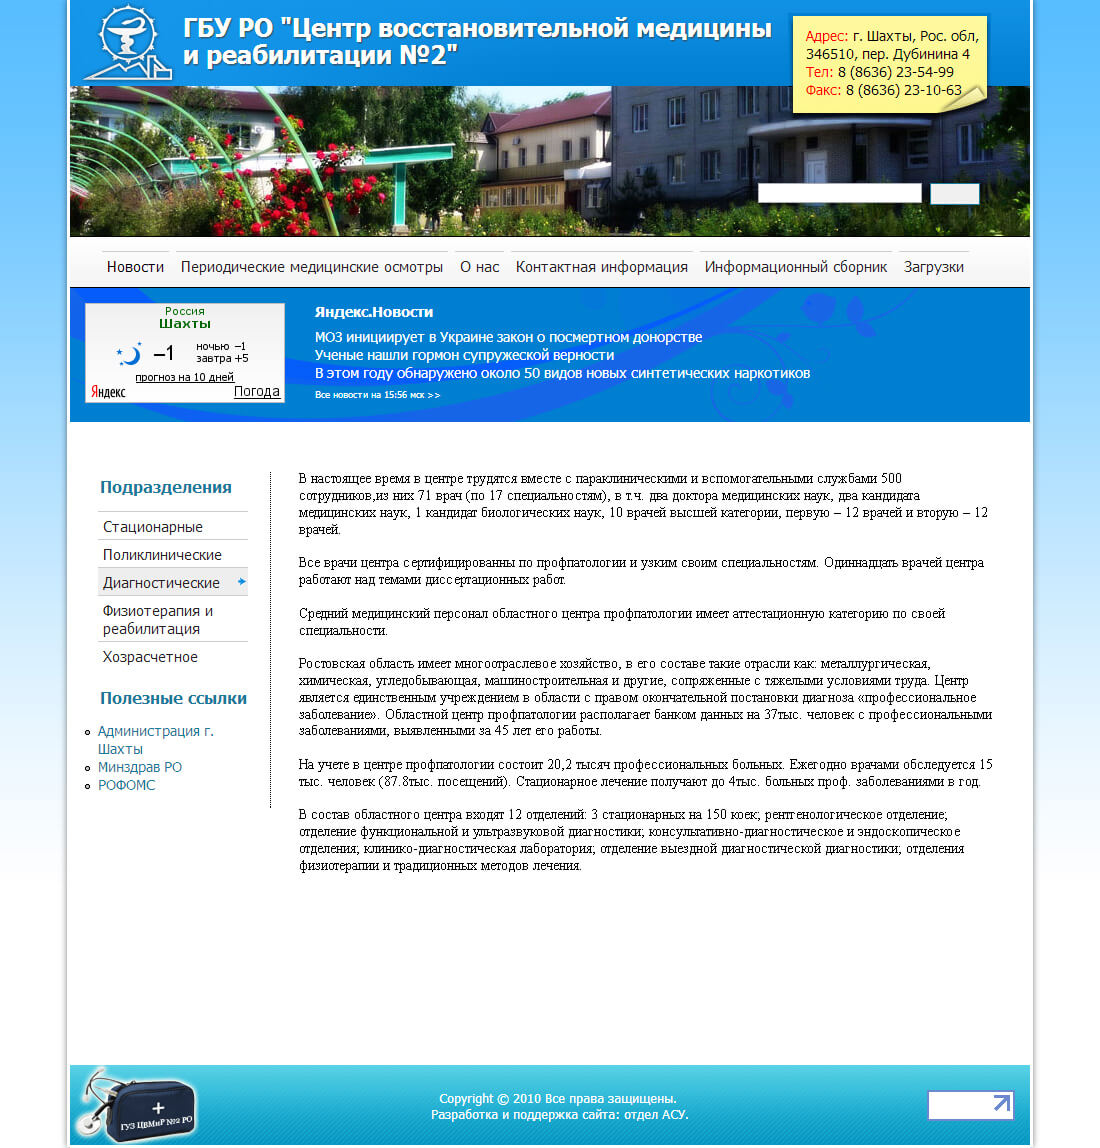 ГБУ РО "Центр восстановительной медицины
и реабилитации №2"
Адрес: г. Шахты, Рос. обл,
346510, пер. Дубинина 4
Тел: 8 (8636) 23-54-99
Факс: 8 (8636) 23-10-63
Новости Периодические медицинские осмотры О нас Контактная информация Информационный сборник Загрузки
Россия
Шахты
−1
ночью −1
завтра +5
прогноз на 10 дней
Яндекс
Погода
Яндекс.Новости
МОЗ инициирует в Украине закон о посмертном донорстве
Ученые нашли гормон супружеской верности
В этом году обнаружено около 50 видов новых синтетических наркотиков
Все новости на 15:56 мск >>
Подразделения
Стационарные
Поликлинические
Диагностические
Физиотерапия и
реабилитация
Хозрасчетное
Полезные ссылки
Администрация г.
Шахты
Минздрав РО
РОФОМС
В настоящее время в центре трудятся вместе с параклиническими и вспомогательными службами 500
сотрудников,из них 71 врач (по 17 специальностям), в т.ч. два доктора медицинских наук, два кандидата
медицинских наук, 1 кандидат биологических наук, 10 врачей высшей категории, первую – 12 врачей и вторую – 12
врачей.
Все врачи центра сертифицированны по профпатологии и узким своим специальностям. Одиннадцать врачей центра
работают над темами диссертационных работ.
Средний медицинский персонал областного центра профпатологии имеет аттестационную категорию по своей
специальности.
Ростовская область имеет многоотраслевое хозяйство, в его составе такие отрасли как: металлургическая,
химическая, угледобывающая, машиностроительная и другие, сопряженные с тяжелыми условиями труда. Центр
является единственным учреждением в области с правом окончательной постановки диагноза «профессиональное
заболевание». Областной центр профпатологии располагает банком данных на 37тыс. человек с профессиональными
заболеваниями, выявленными за 45 лет его работы.
На учете в центре профпатологии состоит 20,2 тысяч профессиональных больных. Ежегодно врачами обследуется 15
тыс. человек (87.8тыс. посещений). Стационарное лечение получают до 4тыс. больных проф. заболеваниями в год.
В состав областного центра входят 12 отделений: 3 стационарных на 150 коек; рентгенологическое отделение;
отделение функциональной и ультразвуковой диагностики; консультативно-диагностическое и эндоскопическое
отделения; клинико-диагностическая лаборатория; отделение выездной диагностической диагностики; отделения
физиотерапии и традиционных методов лечения.
ГУЗ ЦВМиР №2 РО
Copyright © 2010 Все права защищены.
Разработка и поддержка сайта: отдел АСУ.